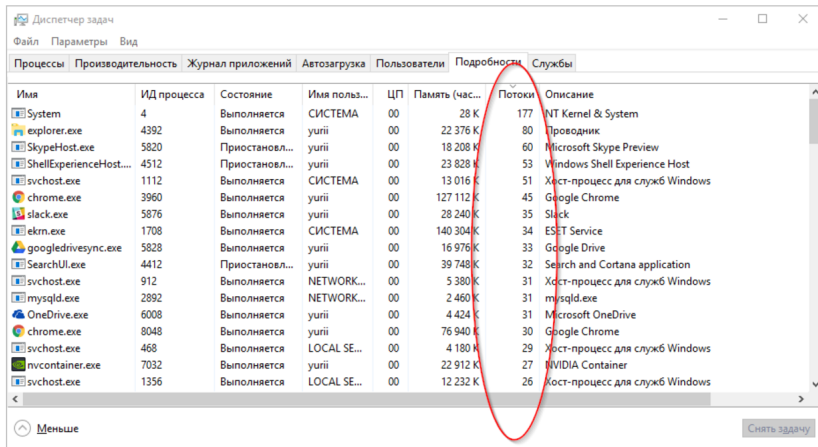 Диспетчер задач
Файл Параметры Вид
Процессы Производительность Журнал приложений Автозагрузка Пользователи Подробности Службы
Имя ИД процесса Состояние Имя польз... ЦП Память (час... Потоки Описание
System 4 Выполняется СИСТЕМА 00 28 K 177 NT Kernel & System
explorer.exe 4392 Выполняется yurii 00 22 376 K 80 Проводник
SkypeHost.exe 5820 Приостановл... yurii 00 18 208 K 60 Microsoft Skype Preview
ShellExperienceHost.... 4512 Приостановл... yurii 00 23 828 K 53 Windows Shell Experience Host
svchost.exe 1112 Выполняется СИСТЕМА 00 13 016 K 51 Хост-процесс для служб Windows
chrome.exe 3960 Выполняется yurii 00 127 112 K 45 Google Chrome
slack.exe 5876 Выполняется yurii 00 28 240 K 35 Slack
ekrn.exe 1708 Выполняется СИСТЕМА 00 140 304 K 34 ESET Service
googledrivesync.exe 5828 Выполняется yurii 00 16 976 K 33 Google Drive
SearchUI.exe 4412 Приостановл... yurii 00 39 748 K 32 Search and Cortana application
svchost.exe 912 Выполняется NETWORK... 00 5 380 K 31 Хост-процесс для служб Windows
mysqld.exe 2892 Выполняется NETWORK... 00 2 460 K 31 mysqld.exe
OneDrive.exe 6008 Выполняется yurii 00 4 424 K 31 Microsoft OneDrive
chrome.exe 8048 Выполняется yurii 00 76 940 K 30 Google Chrome
svchost.exe 468 Выполняется LOCAL SE... 00 4 180 K 29 Хост-процесс для служб Windows
nvcontainer.exe 7032 Выполняется yurii 00 22 912 K 27 NVIDIA Container
svchost.exe 1356 Выполняется LOCAL SE... 00 12 232 K 26 Хост-процесс для служб Windows
Меньше Снять задачу